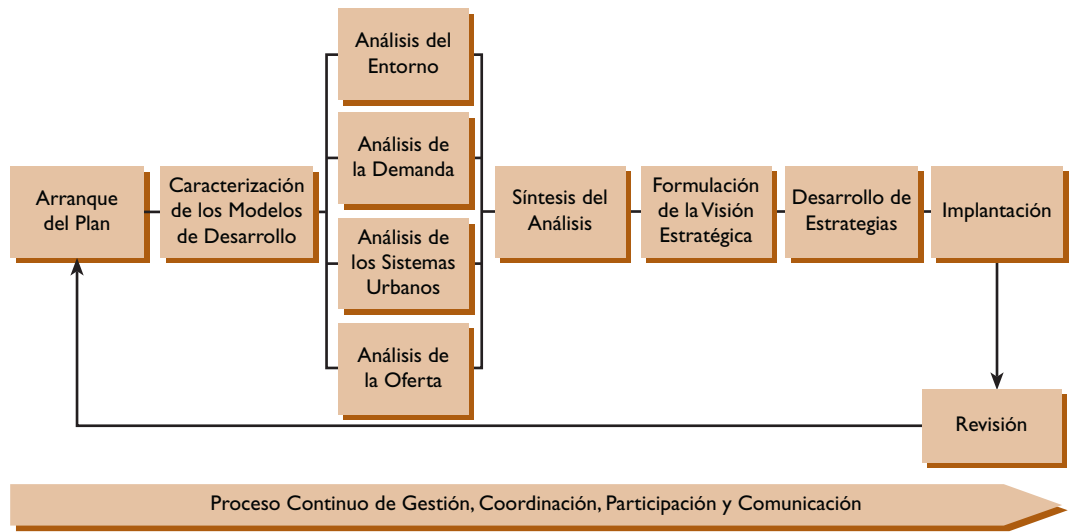 Arranque
del Plan
Caracterización
de los Modelos
de Desarrollo
Análisis del
Entorno
Análisis de
la Demanda
Análisis de
los Sistemas
Urbanos
Análisis de
la Oferta
Síntesis del
Análisis
Formulación
de la Visión
Estratégica
Desarrollo de
Estrategias
Implantación
Revisión
Proceso Continuo de Gestión, Coordinación, Participación y Comunicación